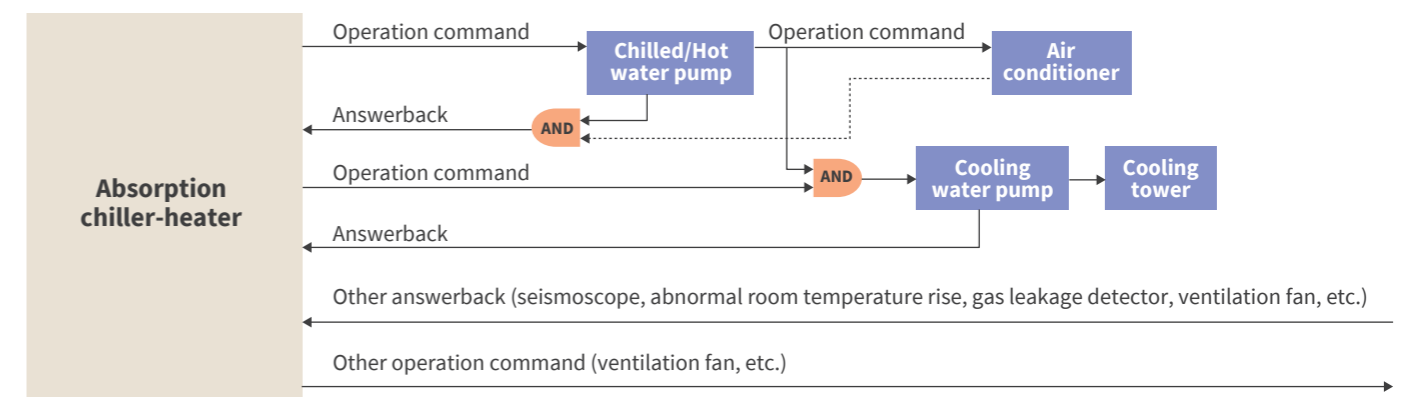 Operation command
Chilled/Hot
water pump
Operation command
Air
conditioner
Answerback
AND
Absorption
chiller-heater
Operation command
AND
Cooling
water pump
Cooling
tower
Answerback
Other answerback (seismoscope, abnormal room temperature rise, gas leakage detector, ventilation fan, etc.)
Other operation command (ventilation fan, etc.)